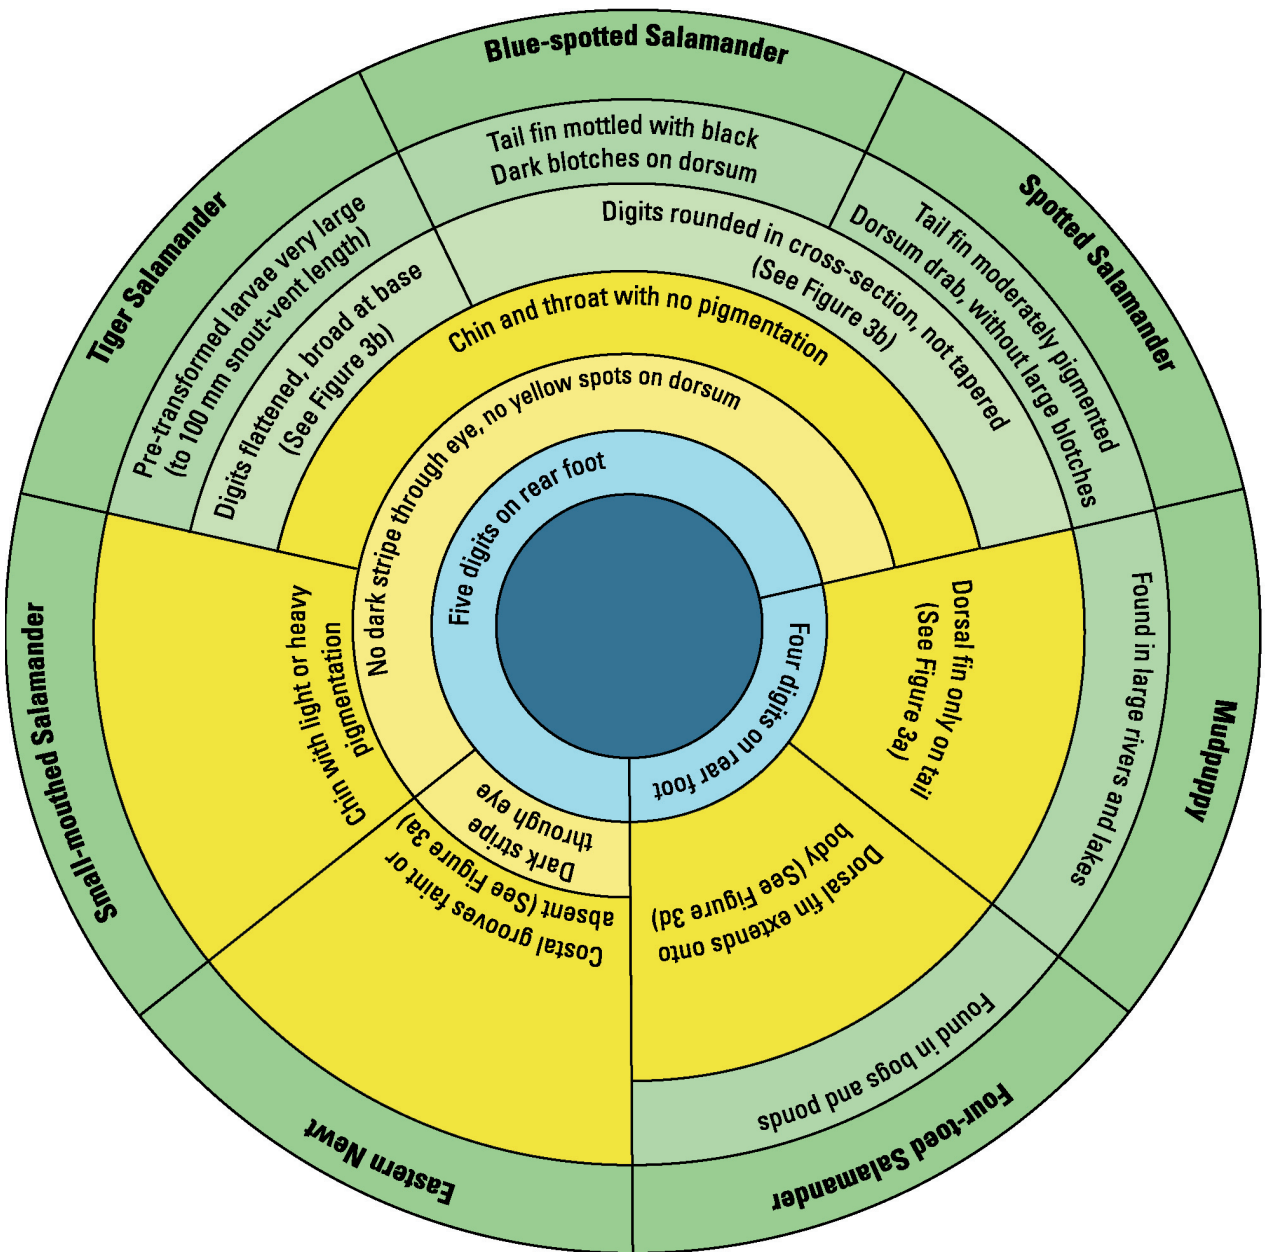 Blue-spotted Salamander
Spotted Salamander
Mudpuppy
Four-toed Salamander
Eastern Newt
Small-mouthed Salamander
Tiger Salamander
Tail fin mottled with black
Dark blotches on dorsum
Tail fin moderately pigmented
Dorsum drab, without large blotches
Found in large rivers and lakes
Found in bogs and ponds
Pre-transformed larvae very large
(to 100 mm snout-vent length)
Digits flattened, broad at base
(See Figure 3b)
Digits rounded in cross-section, not tapered
(See Figure 3b)
Chin and throat with no pigmentation
Dorsal fin only on tail
(See Figure 3a)
Dorsal fin extends onto
body (See Figure 3d)
Costal grooves faint or
absent (See Figure 3a)
Chin with light or heavy
pigmentation
No dark stripe through eye, no yellow spots on dorsum
Dark stripe
through eye
Five digits on rear foot
Four digits on rear foot